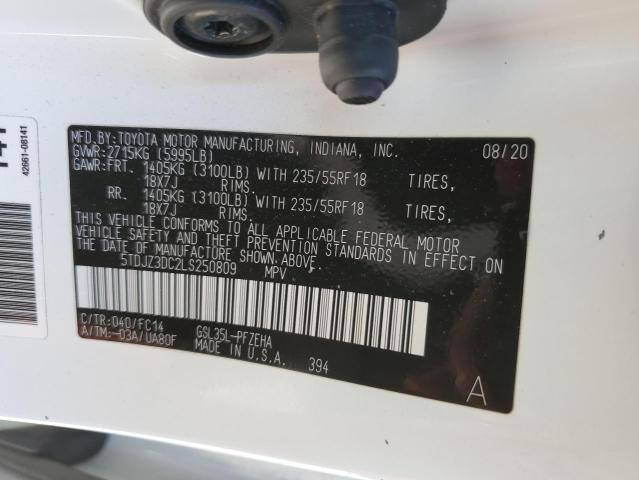 MFD.BY:TOYOTA MOTOR MANUFACTURING, INDIANA, INC. 08/20
GVWR:2715KG (5995LB)
GAWR:FRT. 1405KG (3100LB) WITH 235/55RF18 TIRES,
18X7J RIMS.
RR. 1405KG (3100LB) WITH 235/55RF18 TIRES,
18X7J RIMS.
THIS VEHICLE CONFORMS TO ALL APPLICABLE FEDERAL MOTOR
VEHICLE SAFETY AND THEFT PREVENTION STANDARDS IN EFFECT ON
THE DATE OF MANUFACTURE SHOWN ABOVE.
5TDJZ3DC2LS250809 MPV
C/TR:040/FC14 GSL35L-PFZEHA
A/TM:-03A/UA80F MADE IN U.S.A. 394
A
42661-08141